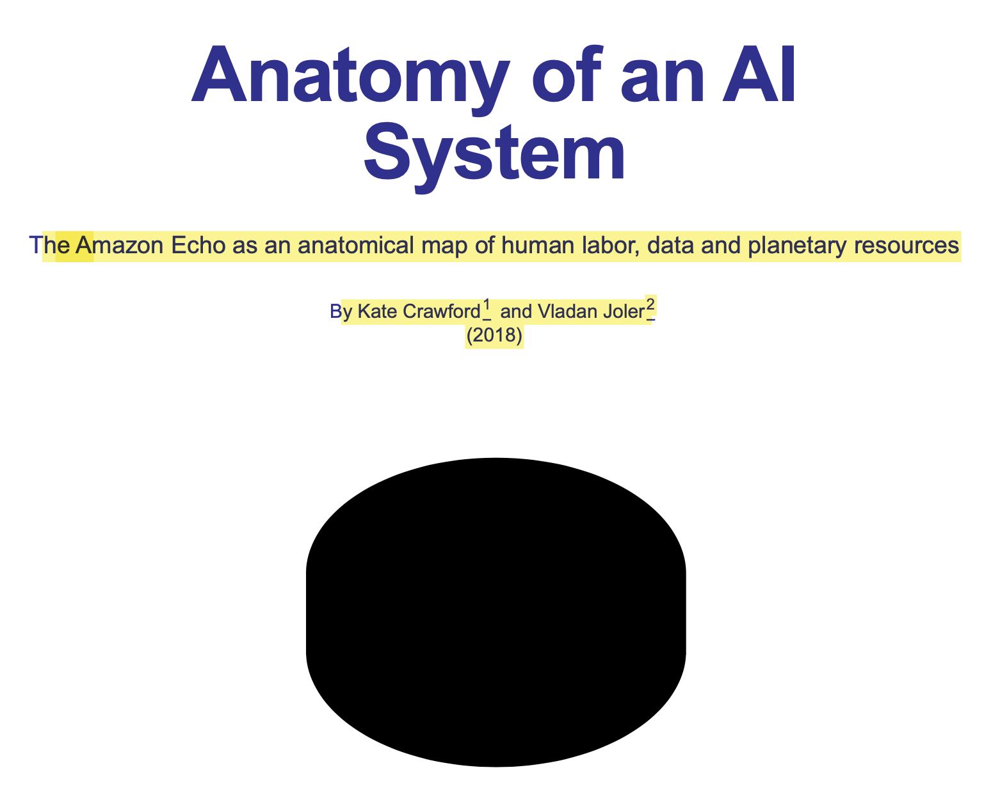 Anatomy of an AI
System
The Amazon Echo as an anatomical map of human labor, data and planetary resources
By Kate Crawford1 and Vladan Joler2
(2018)